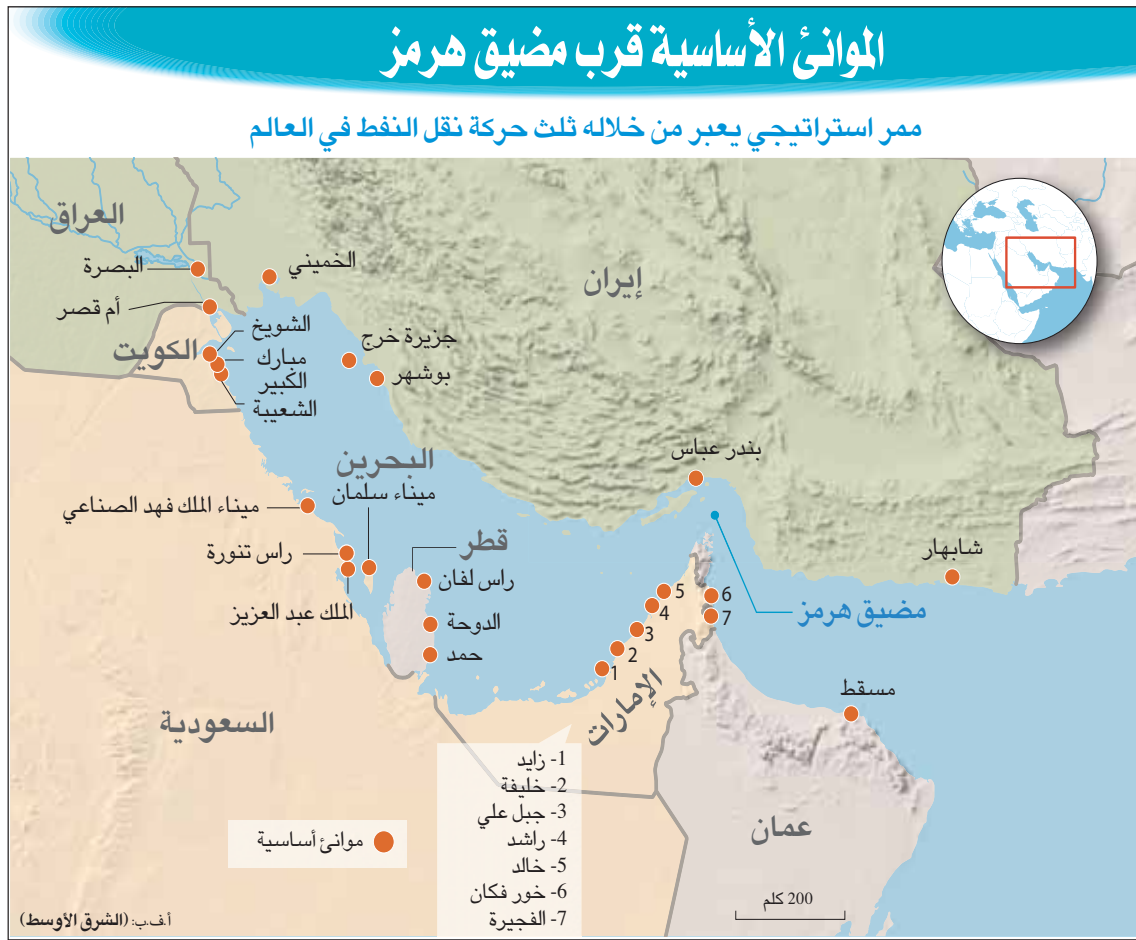 الموانئ الأساسية قرب مضيق هرمز
ممر استراتيجي يعبر من خلاله ثلث حركة نقل النفط في العالم
العراق
البصرة
أم قصر
الخميني
إيران
الكويت
الشويخ
مبارك
الكبير
الشعيبة
جزيرة خرج
بوشهر
بندر عباس
البحرين
ميناء سلمان
ميناء الملك فهد الصناعي
راس تنورة
الملك عبد العزيز
قطر
راس لفان
الدوحة
حمد
شابهار
مضيق هرمز
مسقط
السعودية
الإمارات
عمان
1
2
3
4
5
6
7
1- زايد
2- خليفة
3- جبل علي
4- راشد
5- خالد
6- خور فكان
7- الفجيرة
موانئ أساسية
200 كلم
أ.ف.ب: (الشرق الأوسط)